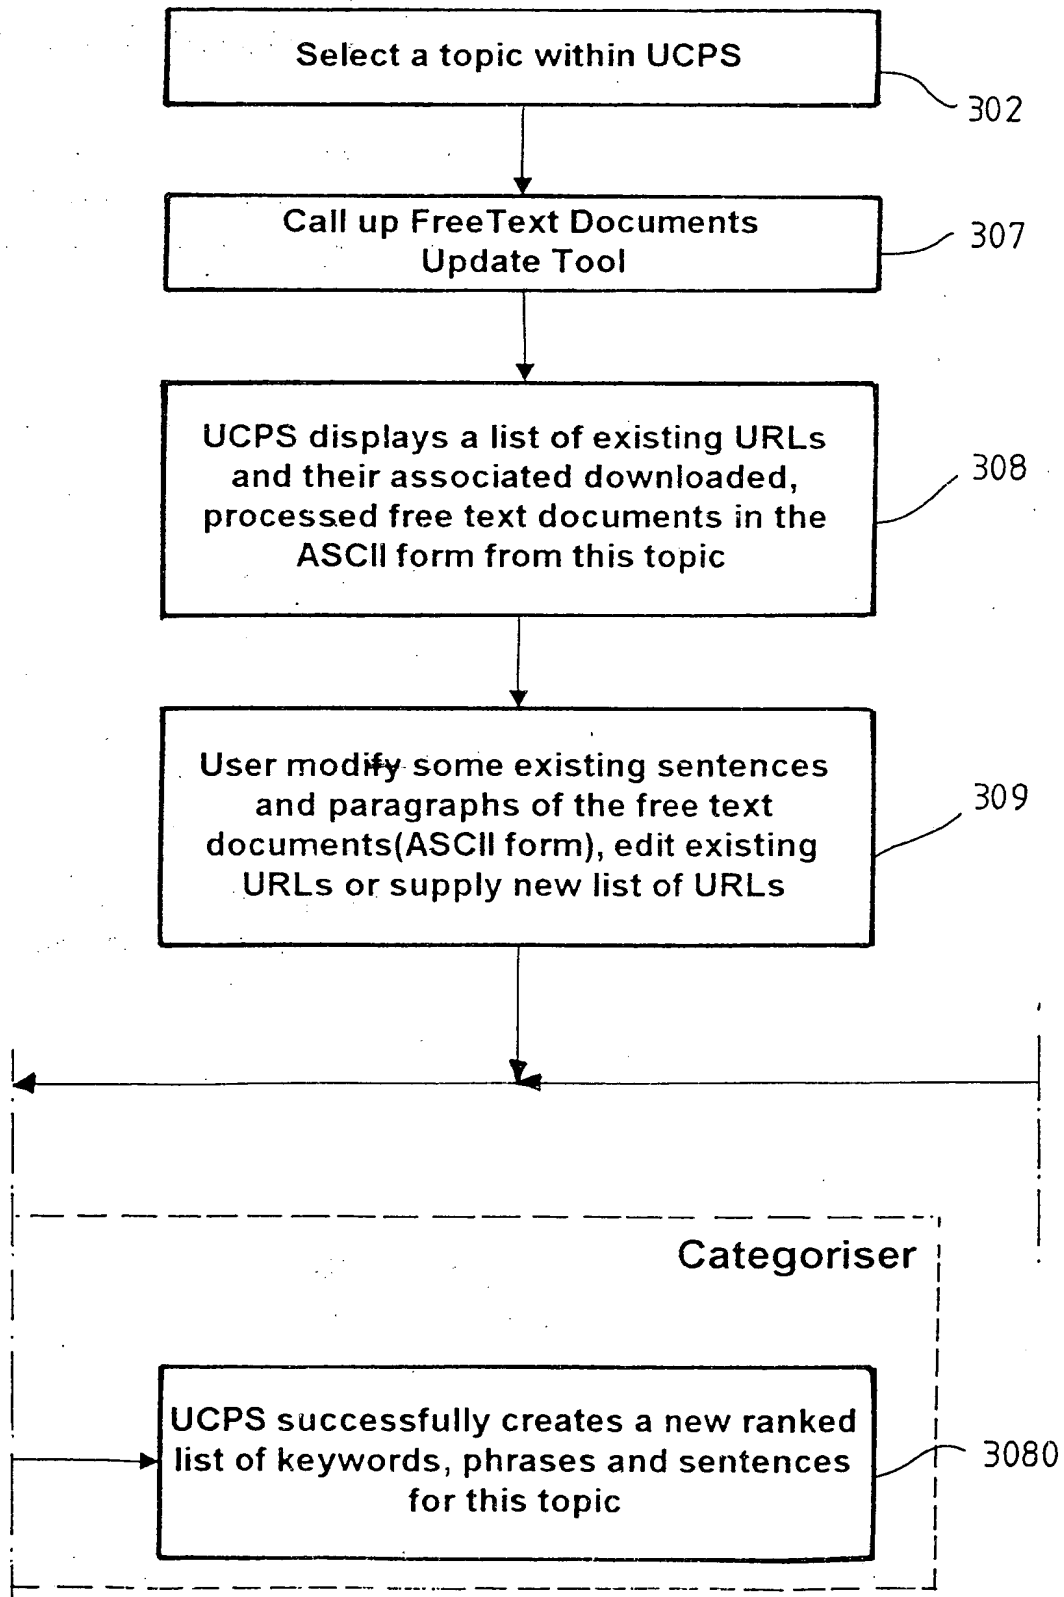 Select a topic within UCPS
302
Call up FreeText Documents
Update Tool
307
UCPS displays a list of existing URLs
and their associated downloaded,
processed free text documents in the
ASCII form from this topic
308
User modify some existing sentences
and paragraphs of the free text
documents(ASCII form), edit existing
URLs or supply new list of URLs
309
Categoriser
UCPS successfully creates a new ranked
list of keywords, phrases and sentences
for this topic
3080